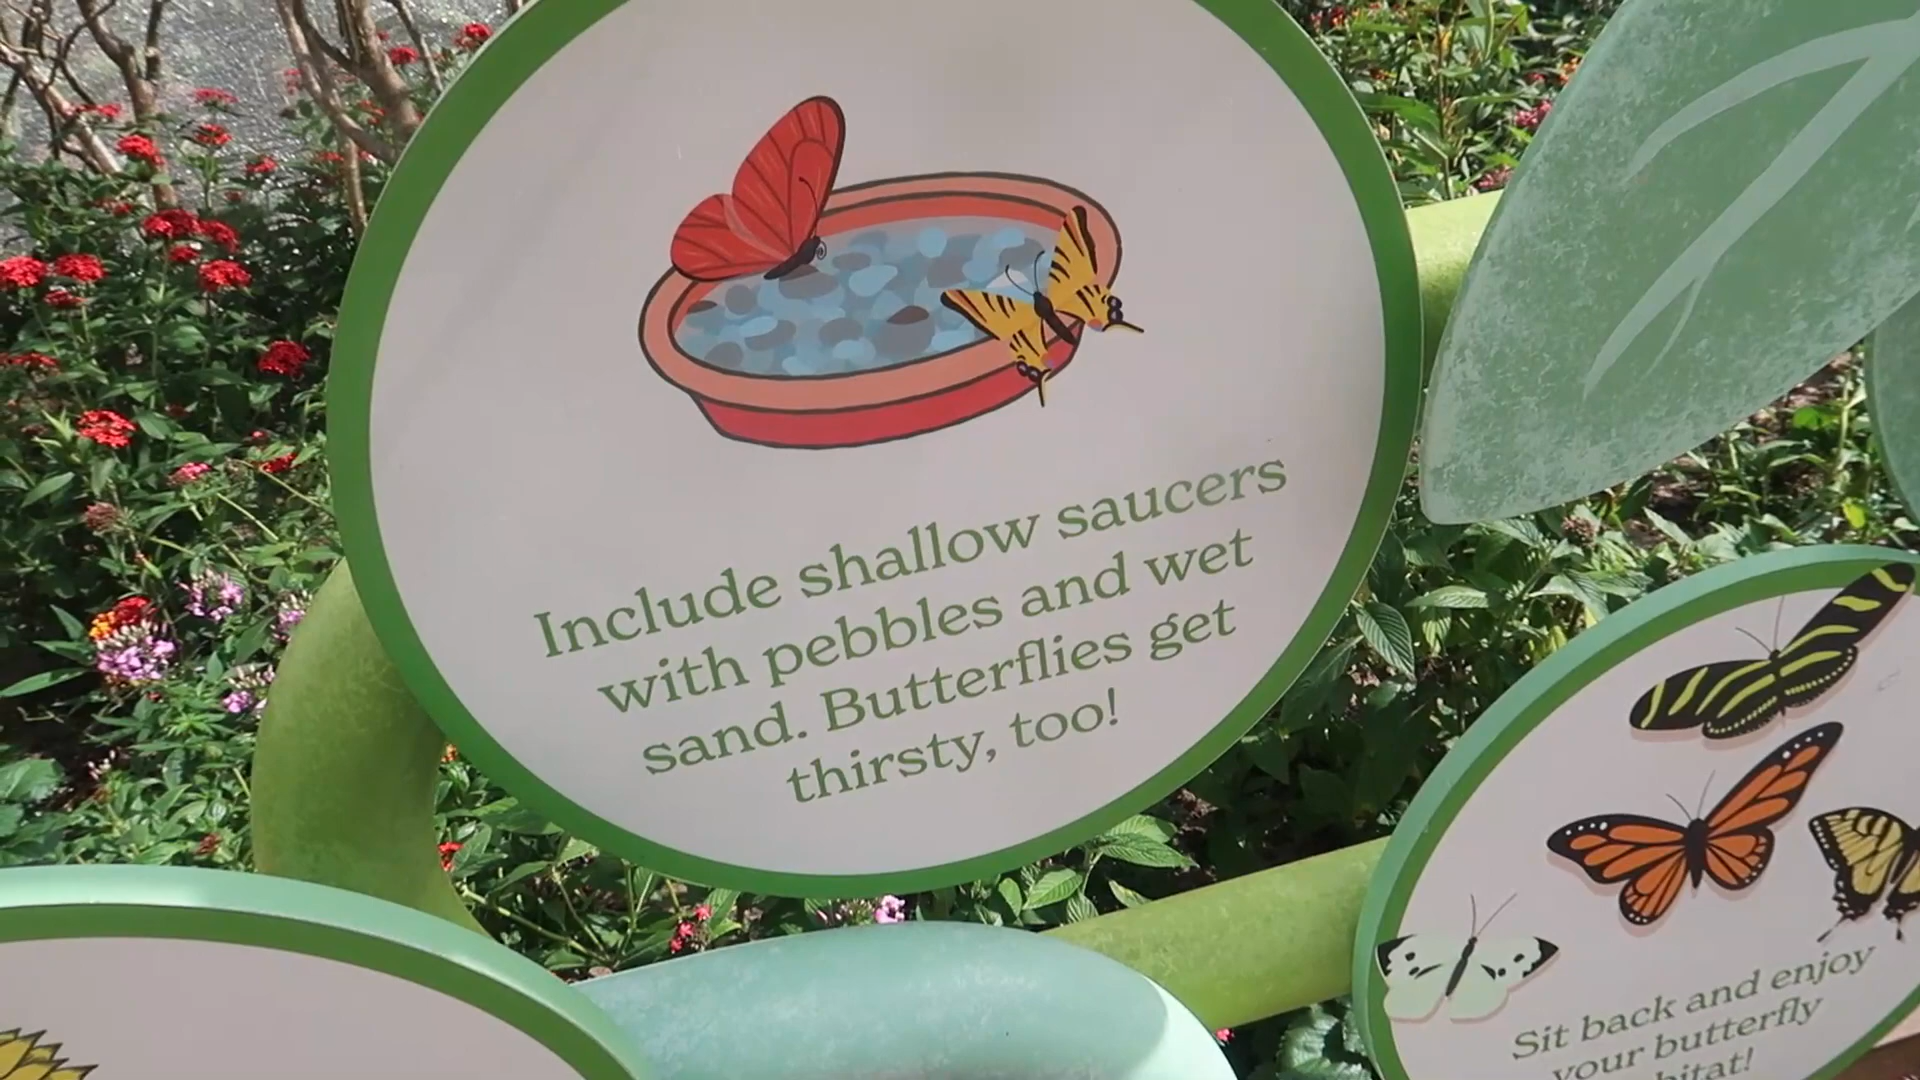 Include shallow saucers
with pebbles and wet
sand. Butterflies get
thirsty, too!
Sit back and enjoy
your butterfly